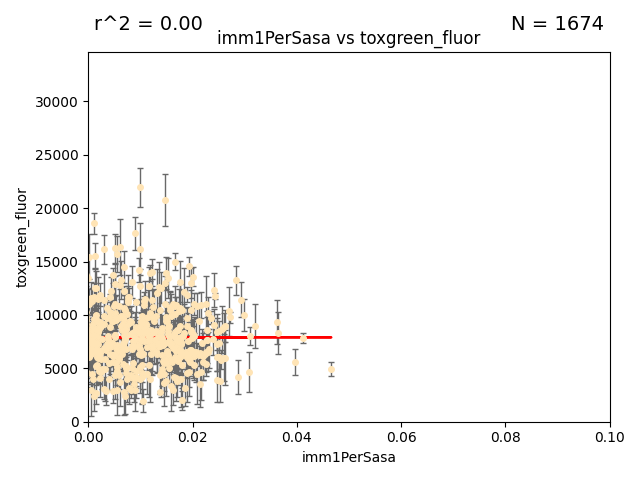 r^2 = 0.00
N = 1674
imm1PerSasa vs toxgreen_fluor
toxgreen_fluor
30000
25000
20000
15000
10000
5000
0
0.00
0.02
0.04
0.06
0.08
0.10
imm1PerSasa